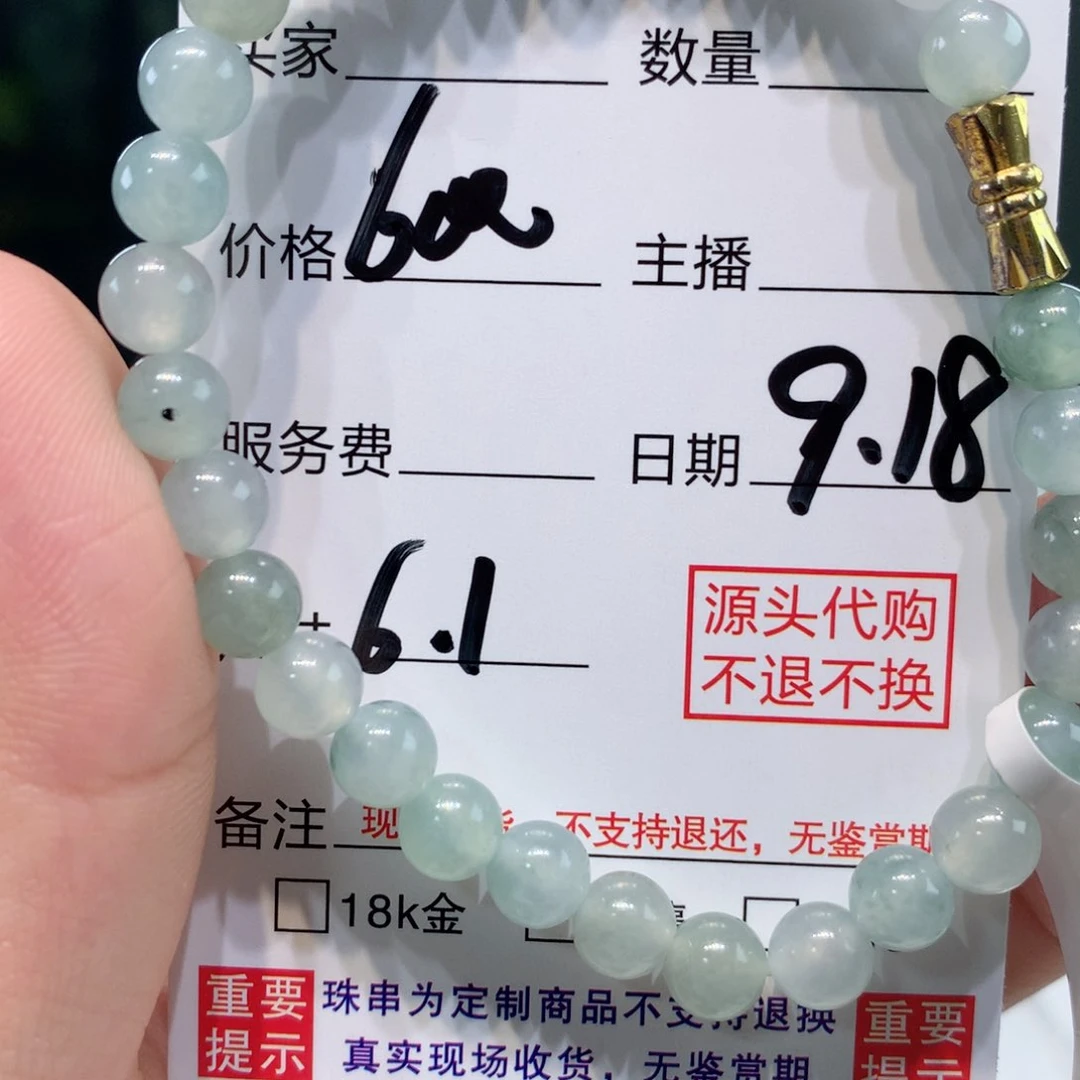 买家 数量
价格 600 主播
服务费 日期 9.18
6.1
源头代购
不退不换
备注 现 不支持退还，无鉴赏期
18k金
重要
提示
珠串为定制商品不支持退换
真实现场收货，无鉴赏期
重要
提示